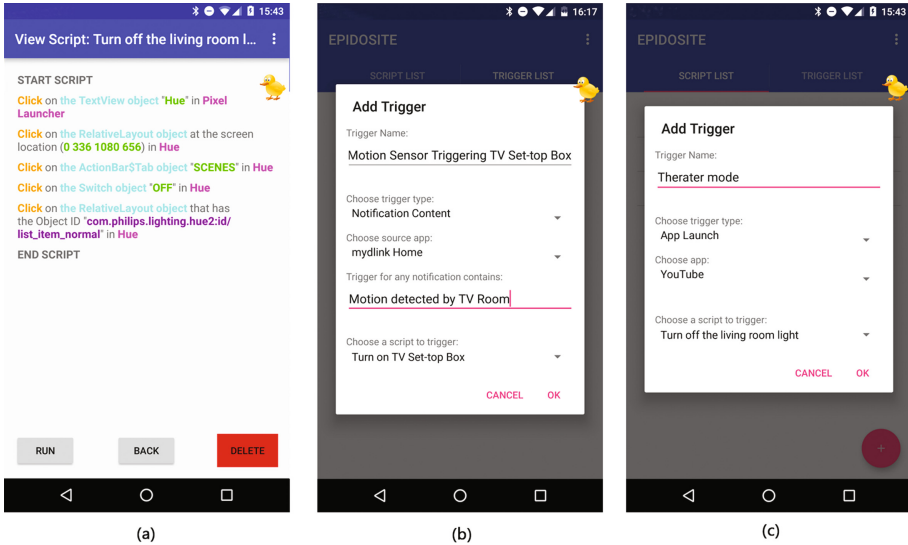 15:43
View Script: Turn off the living room l...
START SCRIPT
Click on the TextView object "Hue" in Pixel
Launcher
Click on the RelativeLayout object at the screen
location (0 336 1080 656) in Hue
Click on the ActionBar$Tab object "SCENES" in Hue
Click on the Switch object "OFF" in Hue
Click on the RelativeLayout object that has
the Object ID "com.philips.lighting.hue2:id/
list_item_normal" in Hue
END SCRIPT
RUN
BACK
DELETE
(a)
16:17
EPIDOSITE
SCRIPT LIST
TRIGGER LIST
Add Trigger
Trigger Name:
Motion Sensor Triggering TV Set-top Box
Choose trigger type:
Notification Content
Choose source app:
mydlink Home
Trigger for any notification contains:
Motion detected by TV Room
Choose a script to trigger:
Turn on TV Set-top Box
CANCEL
OK
(b)
15:43
EPIDOSITE
SCRIPT LIST
TRIGGER LIST
Add Trigger
Trigger Name:
Therater mode
Choose trigger type:
App Launch
Choose app:
YouTube
Choose a script to trigger:
Turn off the living room light
CANCEL
OK
+
(c)